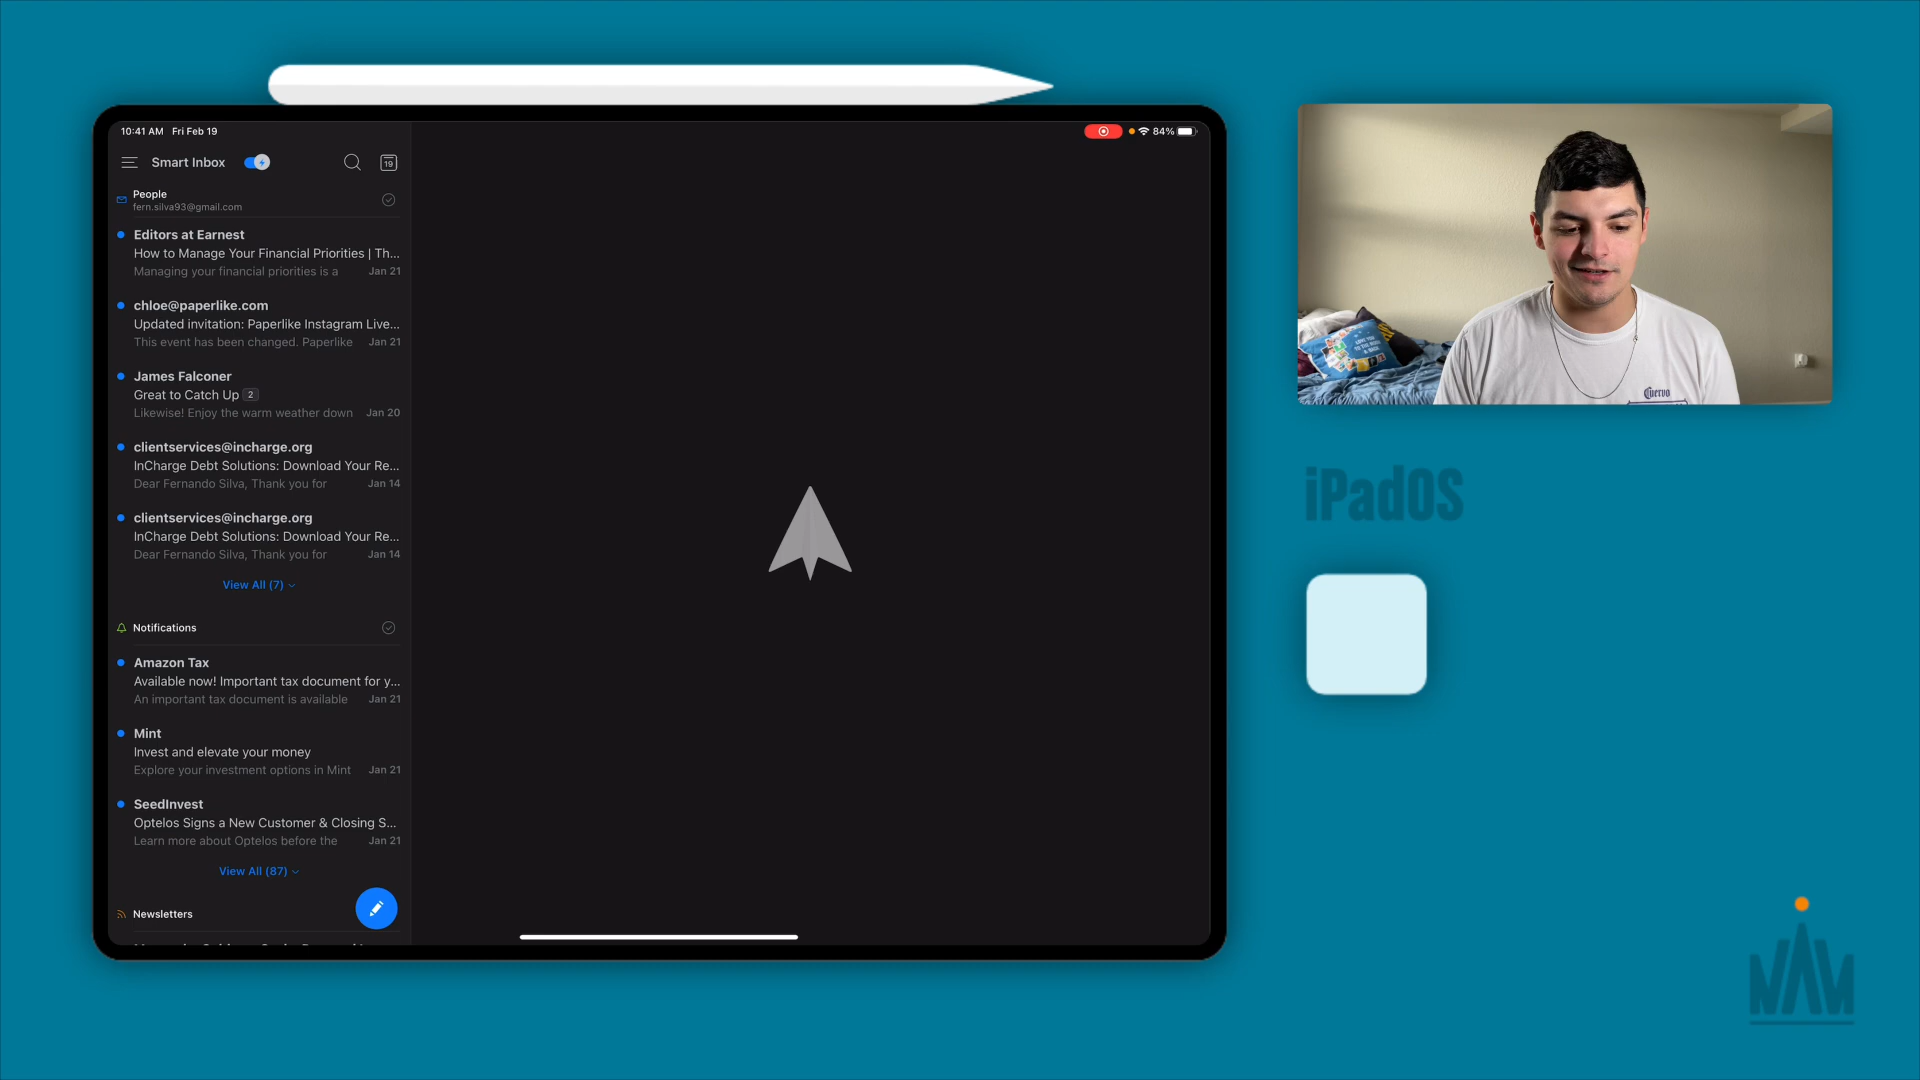 10:41 AM Fri Feb 19
84%
Smart Inbox
19
People
fern.silva93@gmail.com
Editors at Earnest
How to Manage Your Financial Priorities | Th...
Managing your financial priorities is a Jan 21
chloe@paperlike.com
Updated invitation: Paperlike Instagram Live...
This event has been changed. Paperlike Jan 21
James Falconer
Great to Catch Up 2
Likewise! Enjoy the warm weather down Jan 20
clientservices@incharge.org
InCharge Debt Solutions: Download Your Re...
Dear Fernando Silva, Thank you for Jan 14
clientservices@incharge.org
InCharge Debt Solutions: Download Your Re...
Dear Fernando Silva, Thank you for Jan 14
View All (7)
Notifications
Amazon Tax
Available now! Important tax document for y...
An important tax document is available Jan 21
Mint
Invest and elevate your money
Explore your investment options in Mint Jan 21
SeedInvest
Optelos Signs a New Customer & Closing S...
Learn more about Optelos before the Jan 21
View All (87)
Newsletters
Cuervo
iPadOS